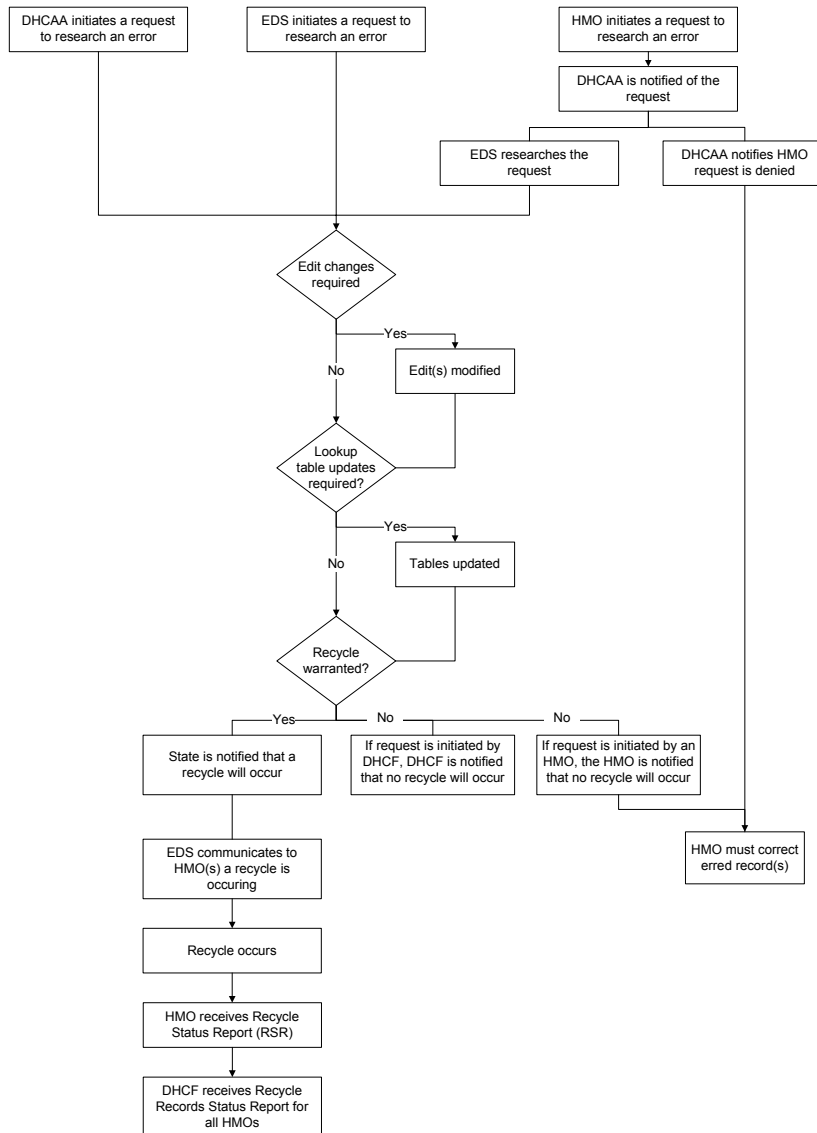 DHCAA initiates a request
to research an error
EDS initiates a request to
research an error
HMO initiates a request to
research an error
DHCAA is notified of the
request
EDS researches the
request
DHCAA notifies HMO
request is denied
Edit changes
required
Yes
No
Edit(s) modified
Lookup
table updates
required?
Yes
No
Tables updated
Recycle
warranted?
Yes
No
No
State is notified that a
recycle will occur
If request is initiated by
DHCF, DHCF is notified
that no recycle will occur
If request is initiated by an
HMO, the HMO is notified
that no recycle will occur
EDS communicates to
HMO(s) a recycle is
occuring
HMO must correct
erred record(s)
Recycle occurs
HMO receives Recycle
Status Report (RSR)
DHCF receives Recycle
Records Status Report for
all HMOs